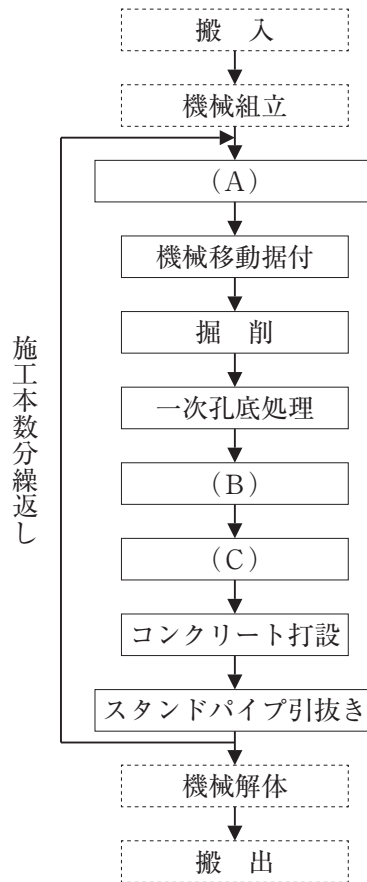 搬　入
機械組立
（A）
機械移動据付
掘　削
一次孔底処理
（B）
（C）
コンクリート打設
スタンドパイプ引抜き
機械解体
搬　出
施工本数分繰返し